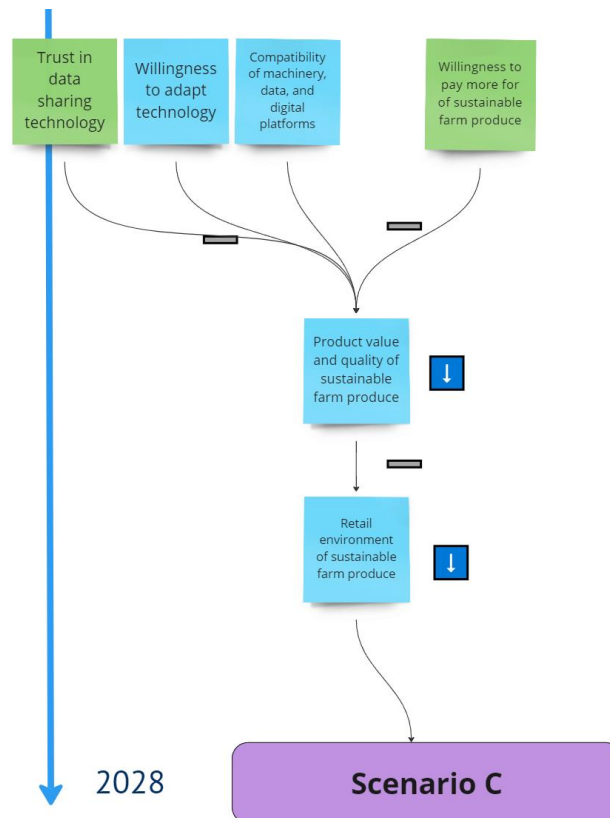 Trust in
data
sharing
technology
Willingness
to adapt
technology
Compatibility
of machinery,
data, and
digital
platforms
Willingness to
pay more for
of sustainable
farm produce
Product value
and quality of
sustainable
farm produce
Retail
environment
of sustainable
farm produce
2028
Scenario C